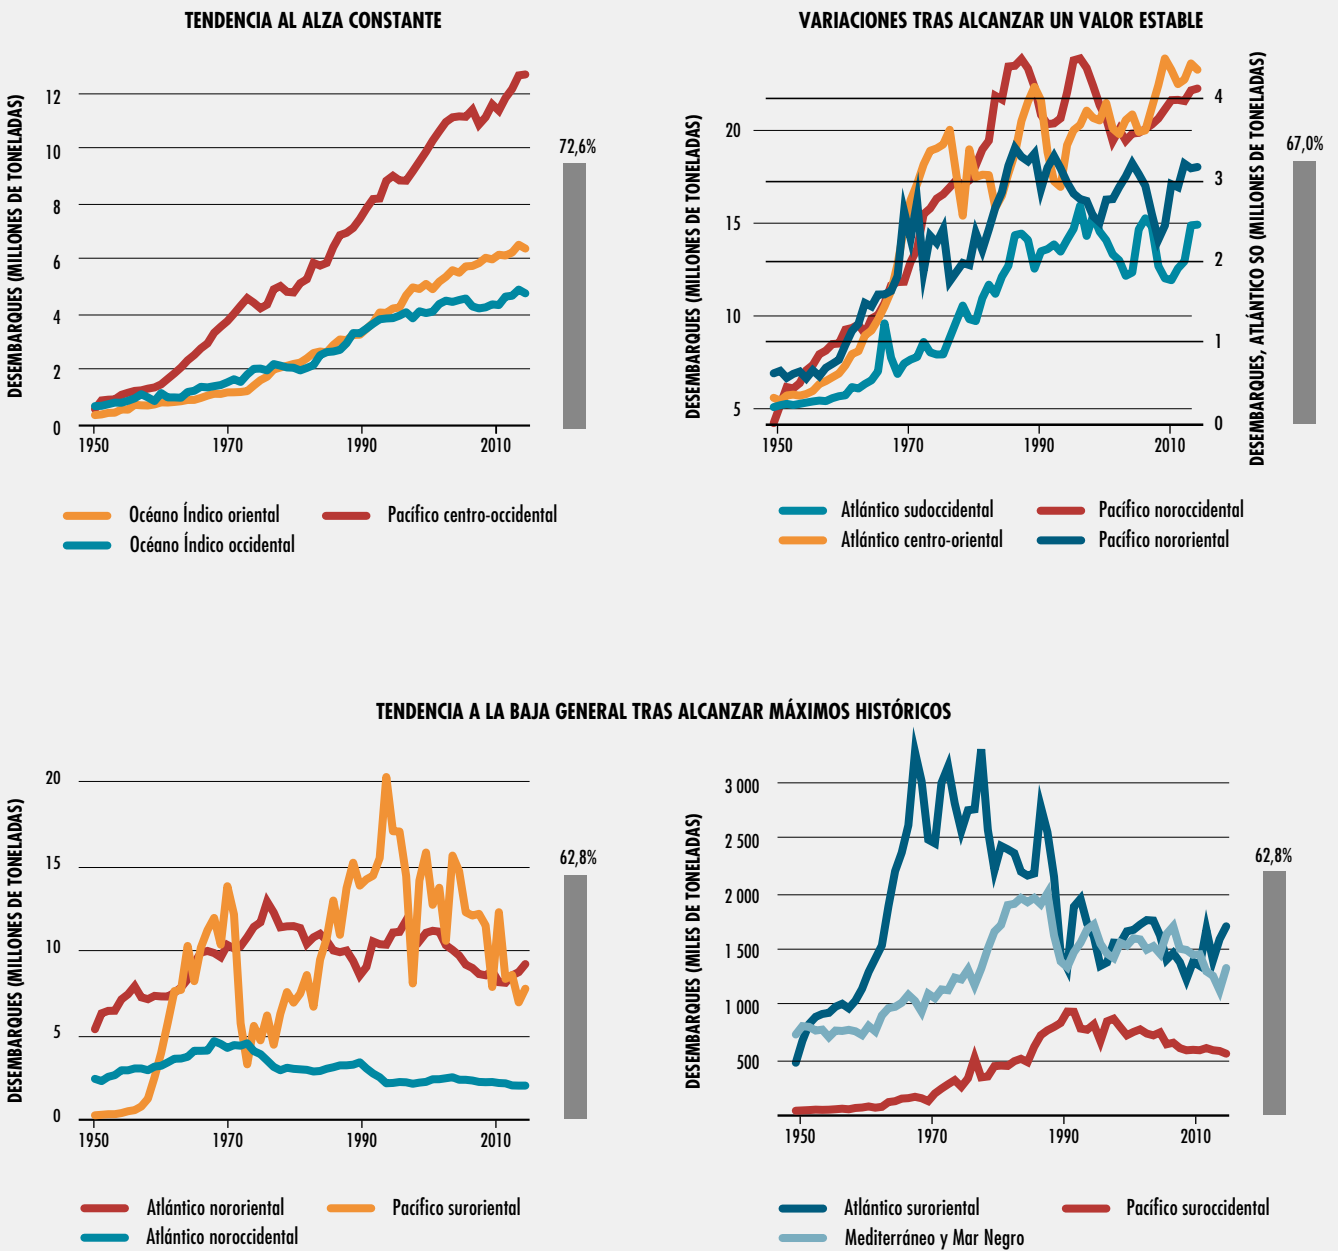 TENDENCIA AL ALZA CONSTANTE
DESEMBARQUES (MILLONES DE TONELADAS)
12
10
8
6
4
2
0
1950
1970
1990
2010
72,6%
Océano Índico oriental
Pacífico centro-occidental
Océano Índico occidental
VARIACIONES TRAS ALCANZAR UN VALOR ESTABLE
DESEMBARQUES (MILLONES DE TONELADAS)
20
15
10
5
4
3
2
1
0
DESEMBARQUES, ATLÁNTICO SO (MILLONES DE TONELADAS)
1950
1970
1990
2010
67,0%
Atlántico sudoccidental
Pacífico noroccidental
Atlántico centro-oriental
Pacífico nororiental
TENDENCIA A LA BAJA GENERAL TRAS ALCANZAR MÁXIMOS HISTÓRICOS
DESEMBARQUES (MILLONES DE TONELADAS)
20
15
10
5
0
1950
1970
1990
2010
62,8%
Atlántico nororiental
Pacífico suroriental
Atlántico noroccidental
DESEMBARQUES (MILES DE TONELADAS)
3 000
2 500
2 000
1 500
1 000
500
1950
1970
1990
2010
62,8%
Atlántico suroriental
Pacífico suroccidental
Mediterráneo y Mar Negro